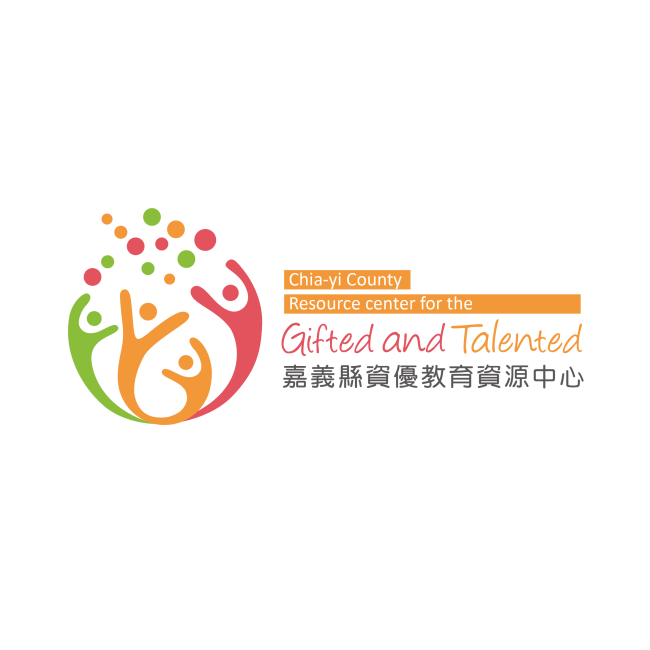 Chia-yi County
Resource center for the
Gifted and Talented
嘉義縣資優教育資源中心